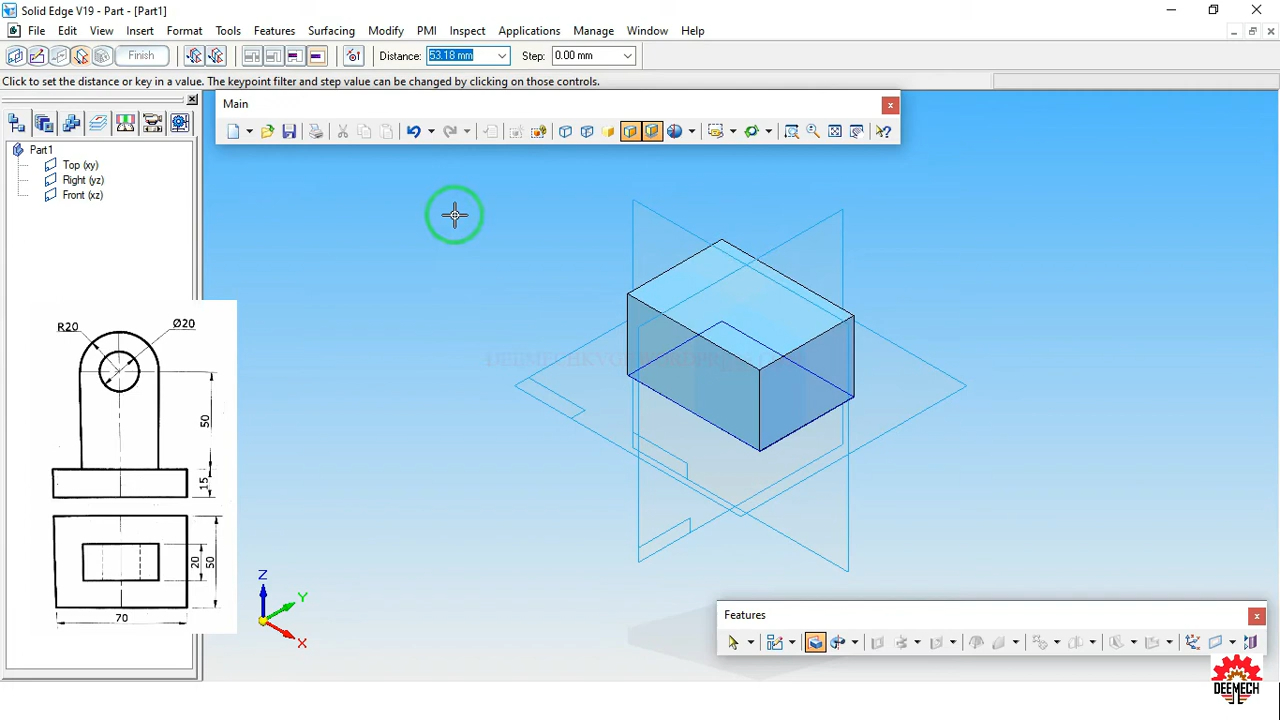 Solid Edge V19 - Part - [Part1]
File Edit View Insert Format Tools Features Surfacing Modify PMI Inspect Applications Manage Window Help
Finish Distance: 53.18 mm Step: 0.00 mm
Click to set the distance or key in a value. The keypoint filter and step value can be changed by clicking on those controls.
Main
Part1
Top (xy)
Right (yz)
Front (xz)
R20
Ø20
50
15
20
50
70
Z
Y
X
Features
DEEMECH